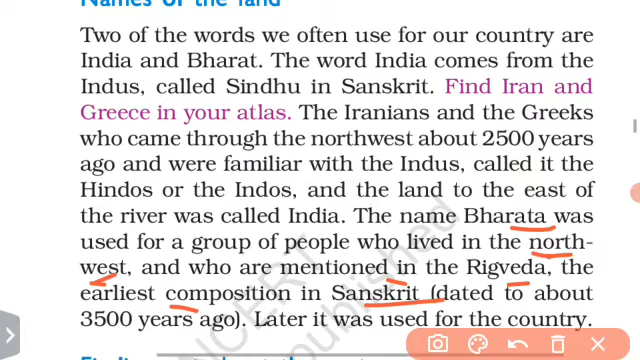 Names of the land
Two of the words we often use for our country are
India and Bharat. The word India comes from the
Indus, called Sindhu in Sanskrit. Find Iran and
Greece in your atlas. The Iranians and the Greeks
who came through the northwest about 2500 years
ago and were familiar with the Indus, called it the
Hindos or the Indos, and the land to the east of
the river was called India. The name Bharata was
used for a group of people who lived in the north-
west, and who are mentioned in the Rigveda, the
earliest composition in Sanskrit (dated to about
3500 years ago). Later it was used for the country.